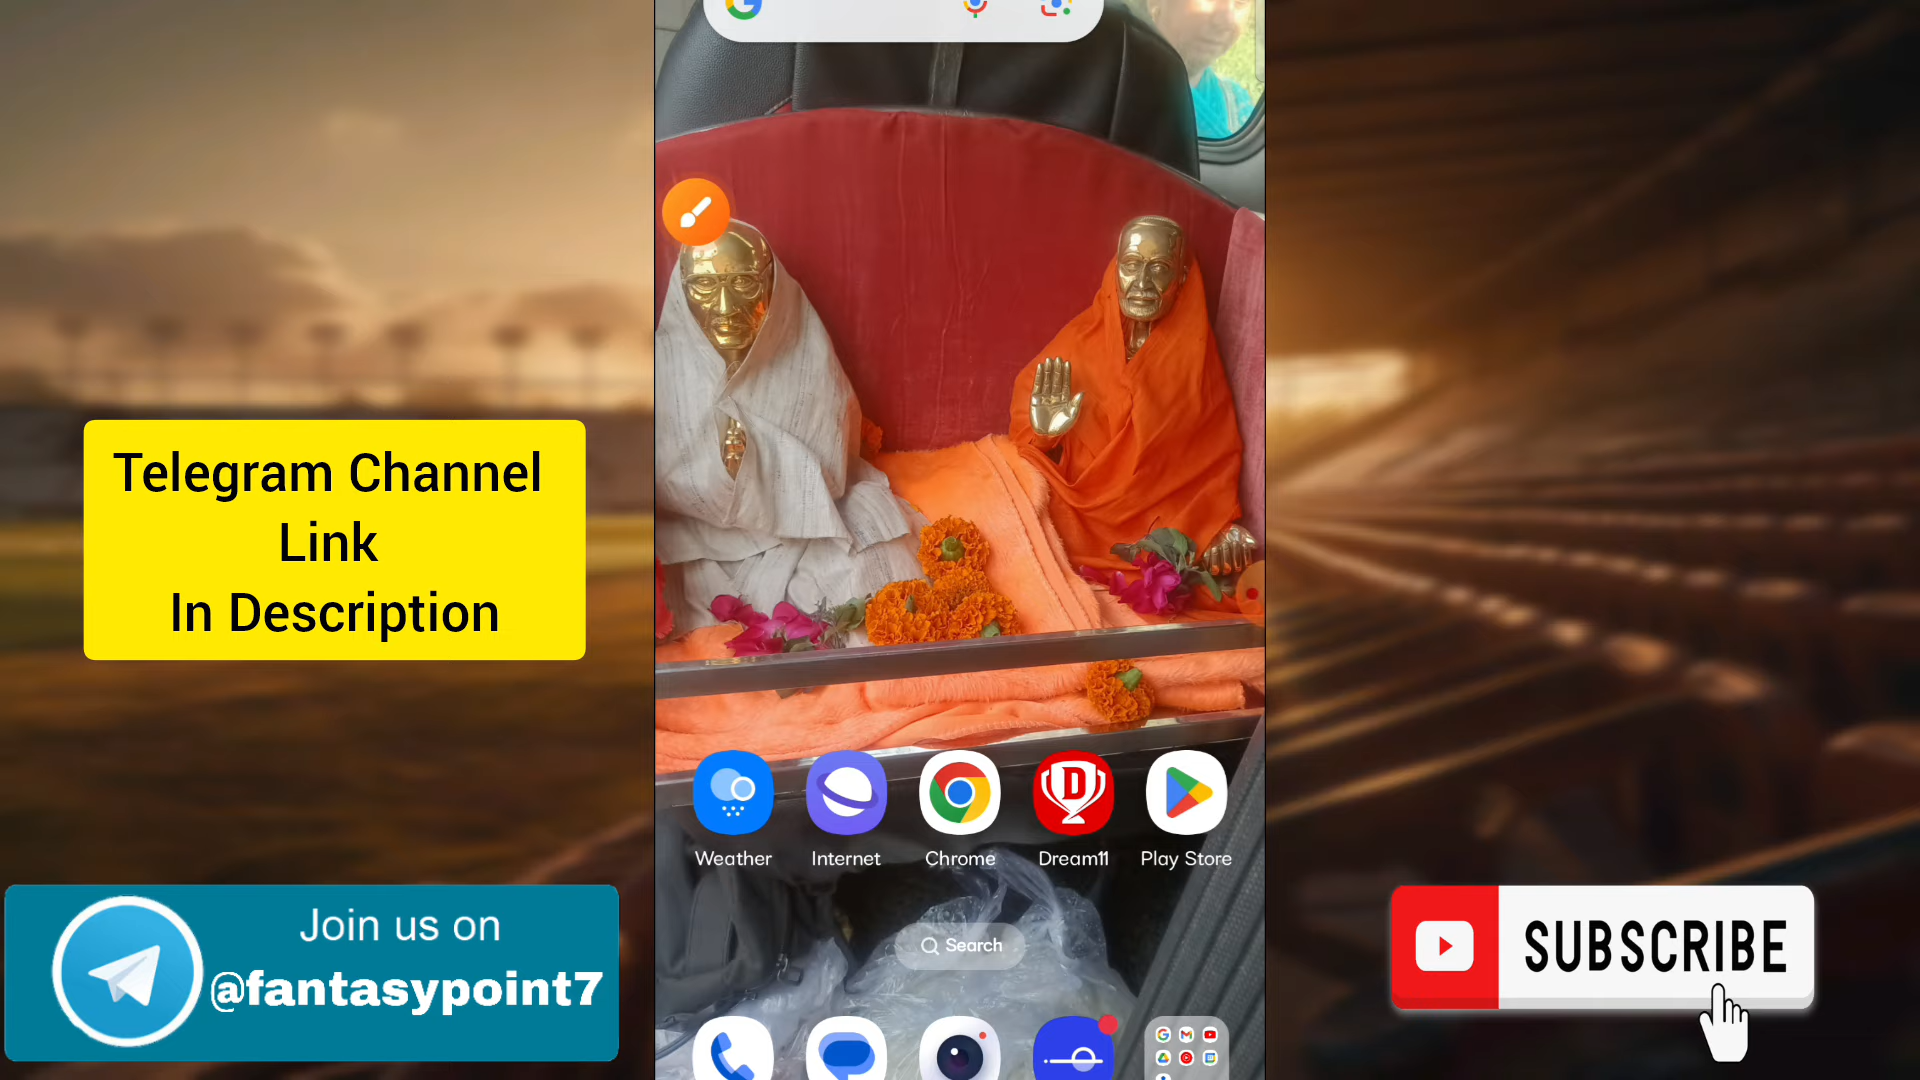 Telegram Channel
Link
In Description
Join us on
@fantasypoint7
Weather
Internet
Chrome
D
Dream11
Play Store
Search
SUBSCRIBE